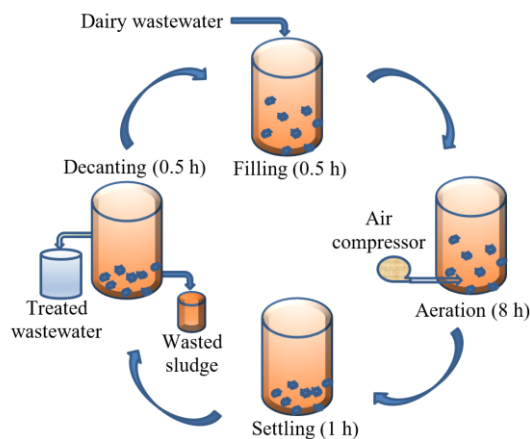 Dairy wastewater
Filling (0.5 h)
Decanting (0.5 h)
Air
compressor
Aeration (8 h)
Treated
wastewater
Wasted
sludge
Settling (1 h)